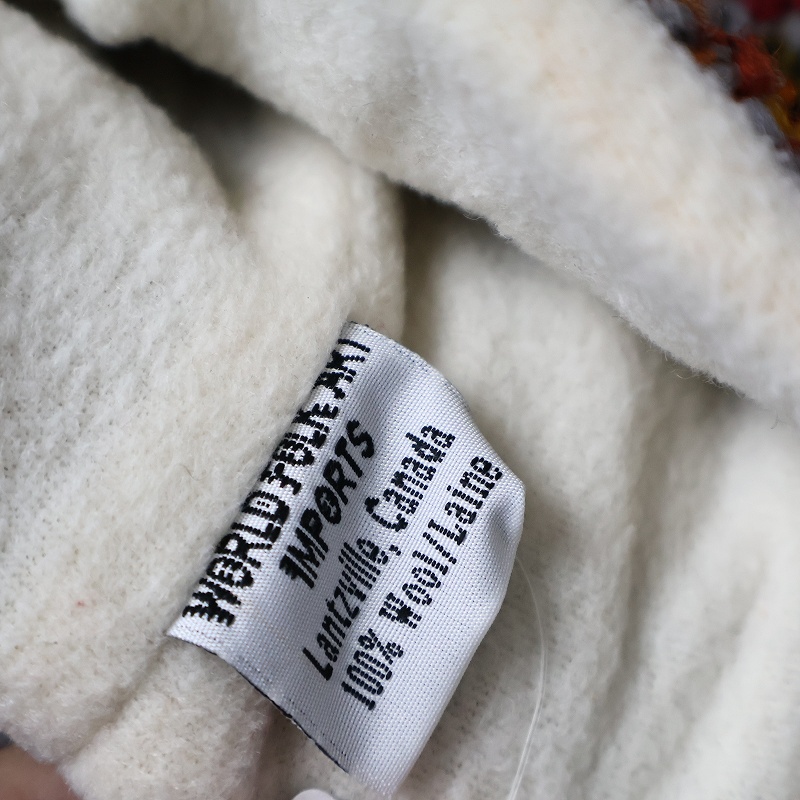 WORLD FOLK ART
IMPORTS
Lantzville, Canada
100% Wool/Laine